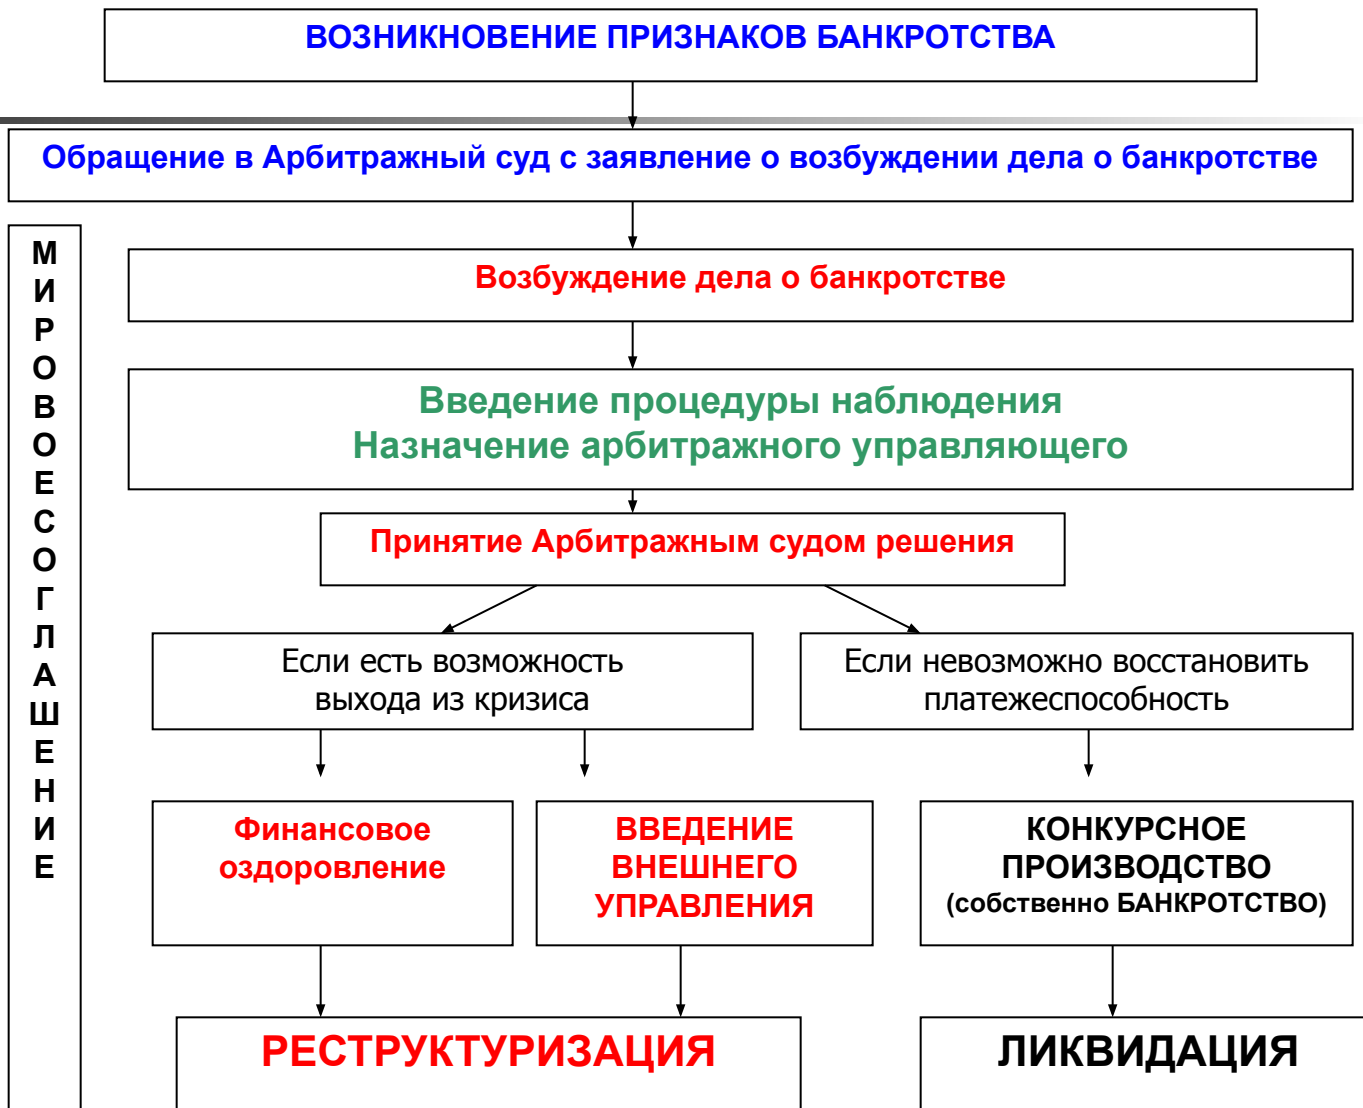 ВОЗНИКНОВЕНИЕ ПРИЗНАКОВ БАНКРОТСТВА
Обращение в Арбитражный суд с заявление о возбуждении дела о банкротстве
МИРОВОЕ СОГЛАШЕНИЕ
Возбуждение дела о банкротстве
Введение процедуры наблюдения
Назначение арбитражного управляющего
Принятие Арбитражным судом решения
Если есть возможность
выхода из кризиса
Если невозможно восстановить
платежеспособность
Финансовое
оздоровление
ВВЕДЕНИЕ
ВНЕШНЕГО
УПРАВЛЕНИЯ
КОНКУРСНОЕ
ПРОИЗВОДСТВО
(собственно БАНКРОТСТВО)
РЕСТРУКТУРИЗАЦИЯ
ЛИКВИДАЦИЯ